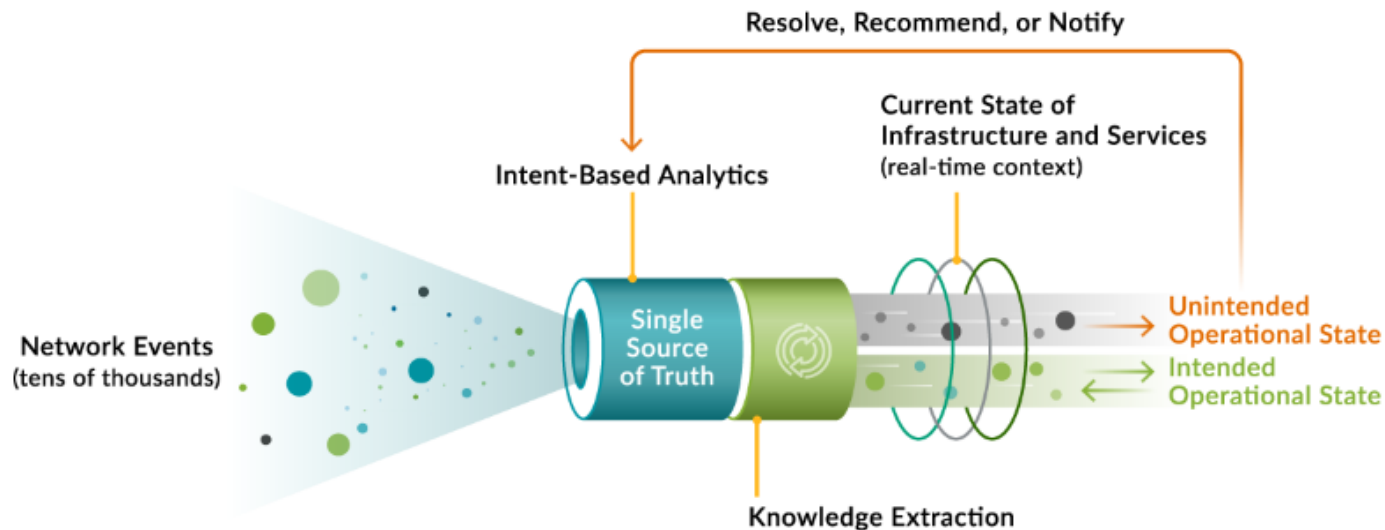 Resolve, Recommend, or Notify
Current State of
Infrastructure and Services
(real-time context)
Intent-Based Analytics
Network Events
(tens of thousands)
Single
Source
of Truth
Unintended
Operational State
Intended
Operational State
Knowledge Extraction